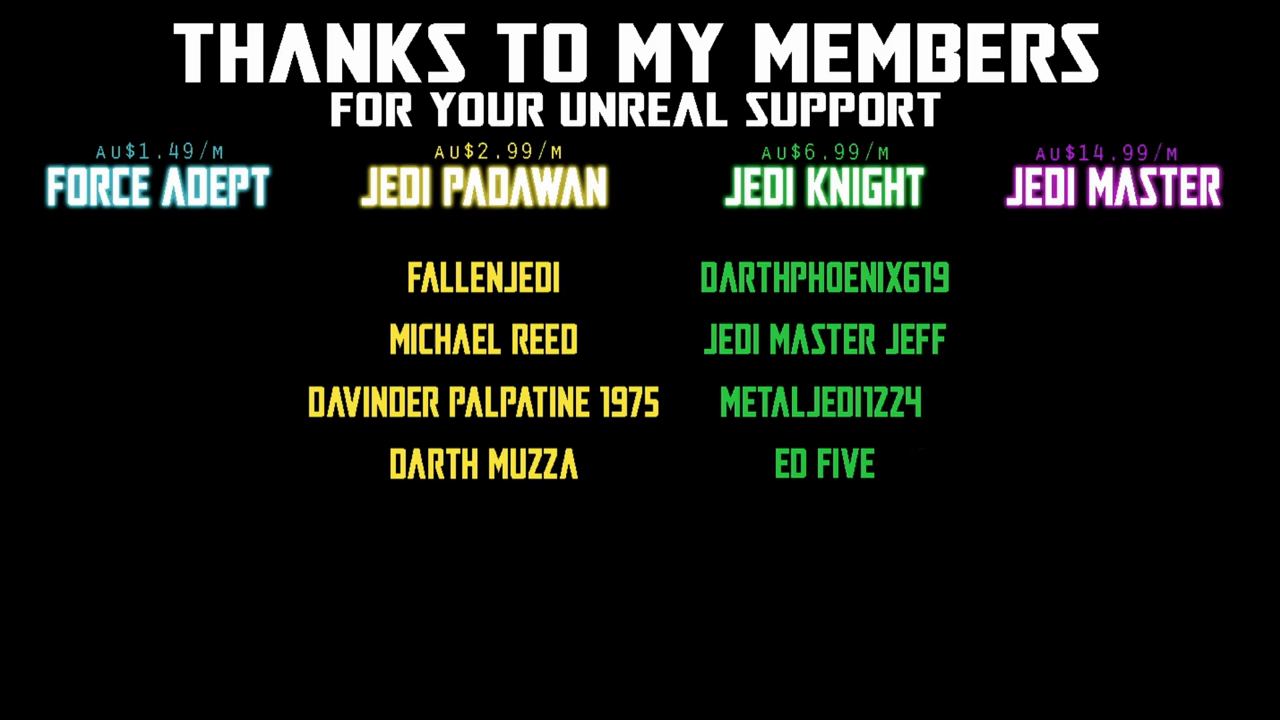 THANKS TO MY MEMBERS
FOR YOUR UNREAL SUPPORT
AU$1.49/M AU$2.99/M AU$6.99/M AU$14.99/M
FORCE ADEPT JEDI PADAWAN JEDI KNIGHT JEDI MASTER
FALLENJEDI DARTHPHOENIX619
MICHAEL REED JEDI MASTER JEFF
DAVINDER PALPATINE 1975 METALJEDI1224
DARTH MUZZA ED FIVE